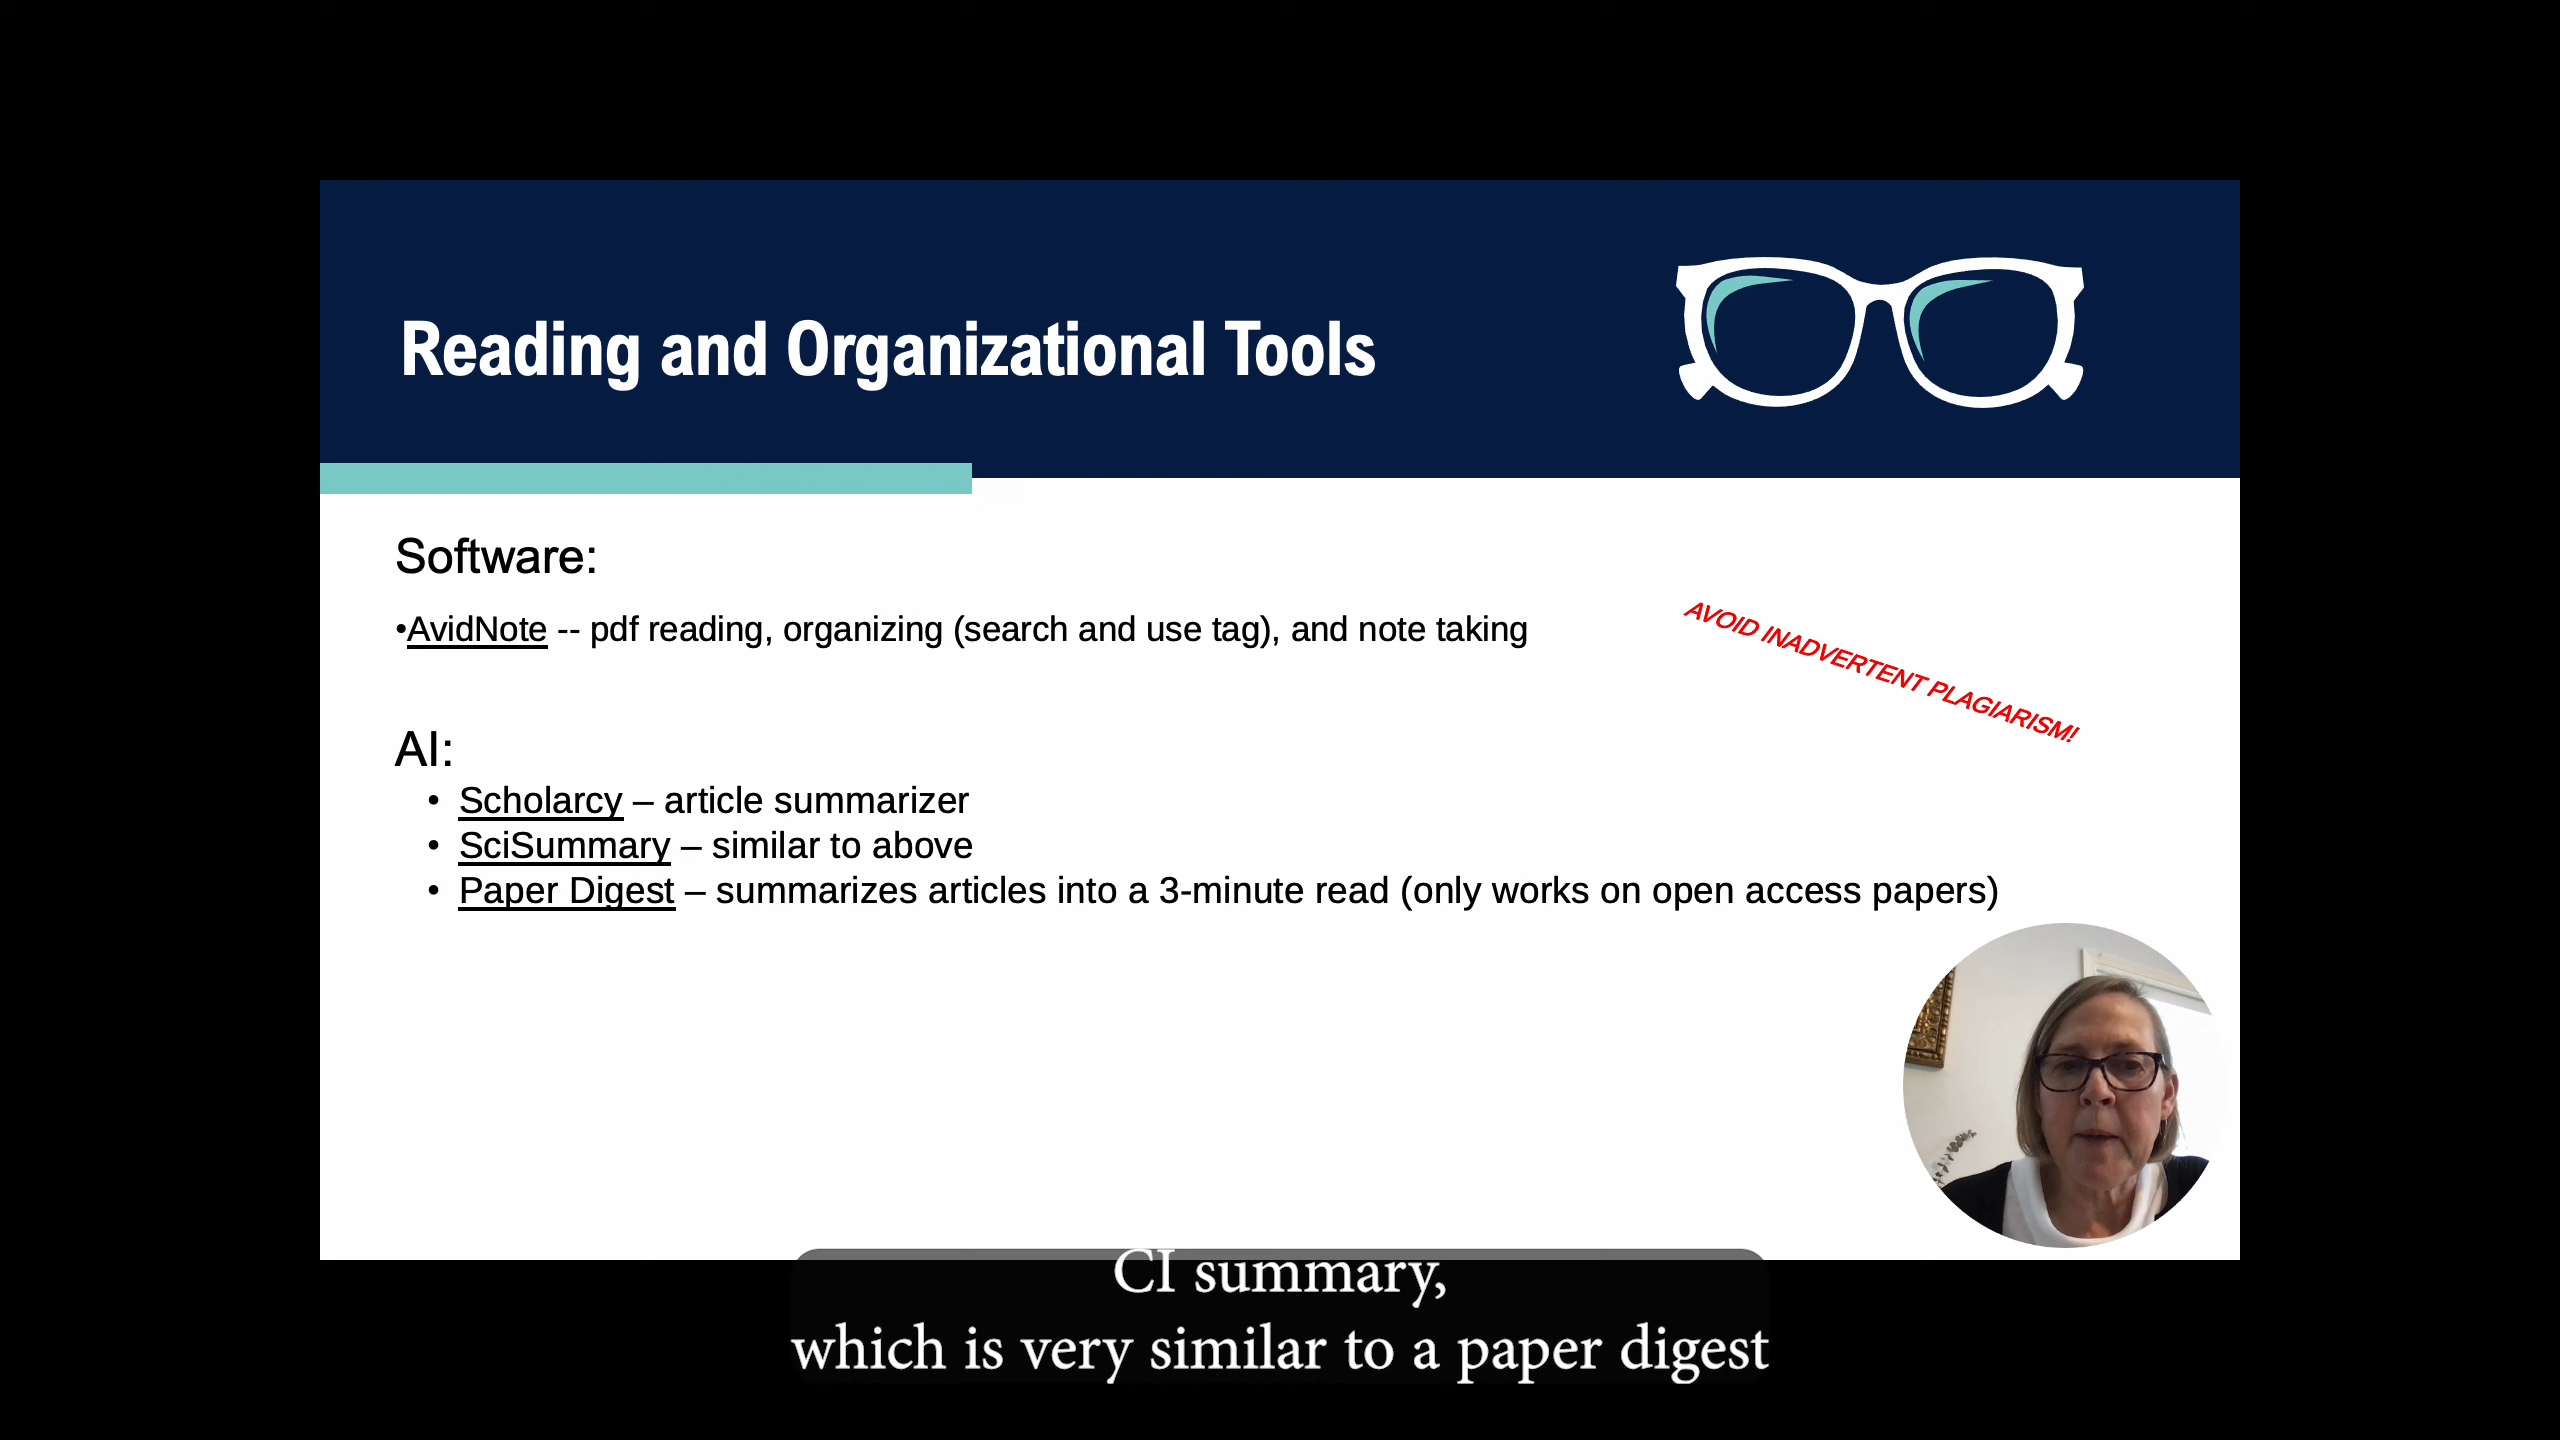 Reading and Organizational Tools
Software:
•AvidNote -- pdf reading, organizing (search and use tag), and note taking
AVOID INADVERTENT PLAGIARISM!
AI:
• Scholarcy – article summarizer
• SciSummary – similar to above
• Paper Digest – summarizes articles into a 3-minute read (only works on open access papers)
CI summary,
which is very similar to a paper digest